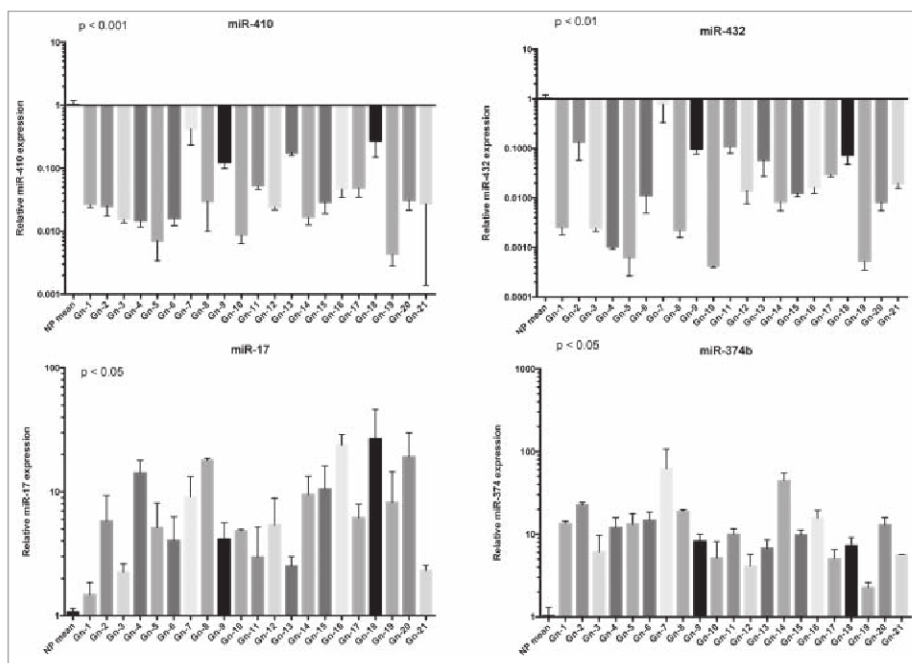 p < 0.001
miR-410
Relative miR-410 expression
10
1
0.100
0.010
0.001
NP mean
Gn-1
Gn-2
Gn-3
Gn-4
Gn-5
Gn-6
Gn-7
Gn-8
Gn-9
Gn-10
Gn-11
Gn-12
Gn-13
Gn-14
Gn-15
Gn-16
Gn-17
Gn-18
Gn-19
Gn-20
Gn-21
p < 0.01
miR-432
Relative miR-432 expression
10
1
0.1000
0.0100
0.0010
0.0001
NP mean
Gn-1
Gn-2
Gn-3
Gn-4
Gn-5
Gn-6
Gn-7
Gn-8
Gn-9
Gn-10
Gn-11
Gn-12
Gn-13
Gn-14
Gn-15
Gn-16
Gn-17
Gn-18
Gn-19
Gn-20
Gn-21
miR-17
p < 0.05
Relative miR-17 expression
100
10
1
NP mean
Gn-1
Gn-2
Gn-3
Gn-4
Gn-5
Gn-6
Gn-7
Gn-8
Gn-9
Gn-10
Gn-11
Gn-12
Gn-13
Gn-14
Gn-15
Gn-16
Gn-17
Gn-18
Gn-19
Gn-20
Gn-21
p < 0.05
miR-374b
Relative miR-374 expression
1000
100
10
1
NP mean
Gn-1
Gn-2
Gn-3
Gn-4
Gn-5
Gn-6
Gn-7
Gn-8
Gn-9
Gn-10
Gn-11
Gn-12
Gn-13
Gn-14
Gn-15
Gn-16
Gn-17
Gn-18
Gn-19
Gn-20
Gn-21